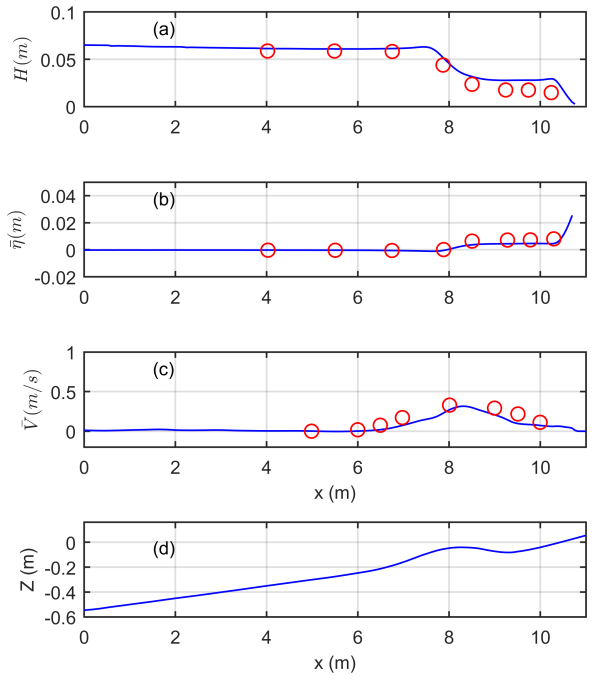 0.1
(a)
H(m)
0.05
0
0 2 4 6 8 10
0.04
(b)
η̄(m)
0.02
0
-0.02
0 2 4 6 8 10
1
(c)
V̄(m/s)
0.5
0
0 2 4 6 8 10
x (m)
0
(d)
Z (m)
-0.2
-0.4
-0.6
0 2 4 6 8 10
x (m)